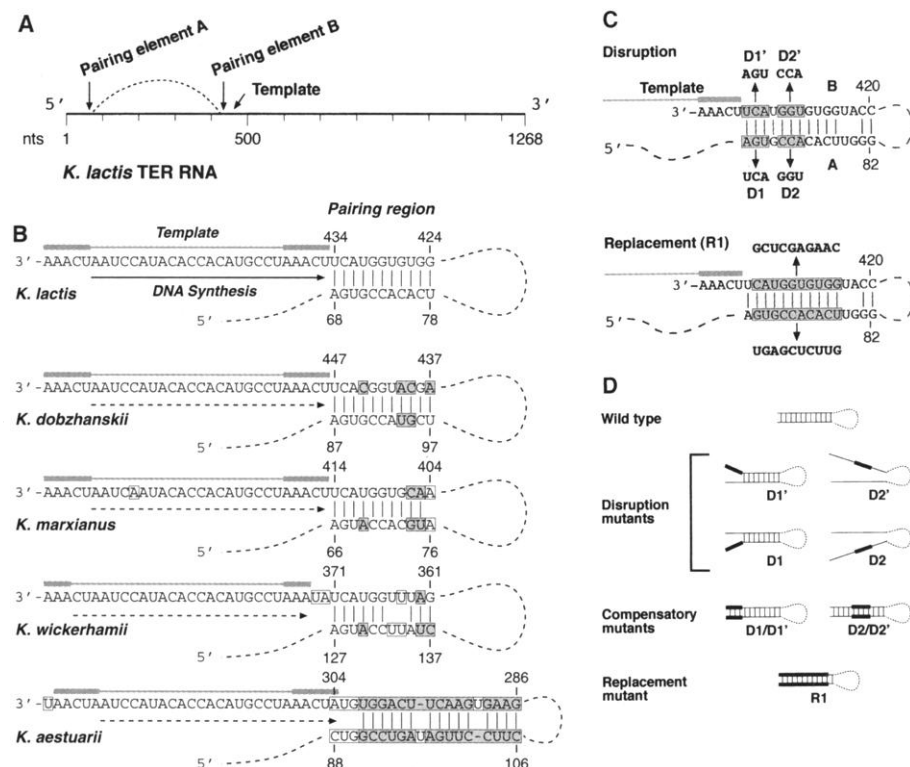 A
Pairing element A
Pairing element B
Template
5'
3'
nts
1
500
1268
K. lactis TER RNA
B
Pairing region
Template
434
424
3'-AAACUAAUCCAUACACCACAUGCCUAAACUUCAUGGUGUGG
K. lactis
DNA Synthesis
AGUGCCACACU
5'
68
78
447
437
3'-AAACUAAUCCAUACACCACAUGCCUAAACUUCACGGUACGA
K. dobzhanskii
AGUGCCAUGCU
5'
87
97
414
404
3'-AAACUAAUCAAUACACCACAUGCCUAAACUUCAUGGUGCAA
K. marxianus
AGUACCACGUA
5'
66
76
371
361
3'-AAACUAAUCCAUACACCACAUGCCUAAAUAUCAUGGUUUAG
K. wickerhamii
AGUACCUUAUC
5'
127
137
304
286
3'-UAACUAAUCCAUACACCACAUGCCUAAACUAUGUGGACU-UCAAGUGAAG
K. aestuarii
CUGGCCUGAUAGUUC-CUUC
5'
88
106
C
Disruption
D1' D2'
AGU CCA
Template
B
420
3'-AAACUUCAUGGUGUGGUACC
5'
AGUGCCACACUUGGG
UCA GGU
A
82
D1 D2
Replacement (R1)
GCUCGAGAAC
420
3'-AAACUUCAUGGUGUGGUACC
5'
AGUGCCACACUUGGG
82
UGAGCUCUUG
D
Wild type
Disruption mutants
D1'
D2'
D1
D2
Compensatory mutants
D1/D1'
D2/D2'
Replacement mutant
R1